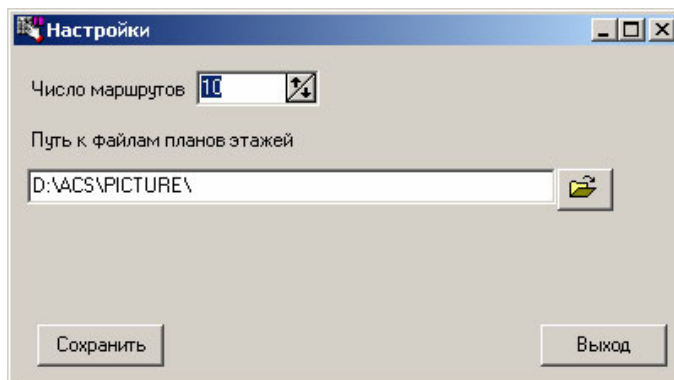 Настройки
Число маршрутов 10
Путь к файлам планов этажей
D:\ACS\PICTURE\
Сохранить Выход